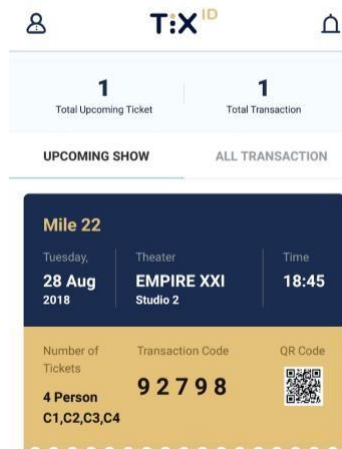 TIX ID
1
Total Upcoming Ticket
1
Total Transaction
UPCOMING SHOW
ALL TRANSACTION
Mile 22
Tuesday,
28 Aug
2018
Theater
EMPIRE XXI
Studio 2
Time
18:45
Number of
Tickets
4 Person
C1,C2,C3,C4
Transaction Code
92798
QR Code